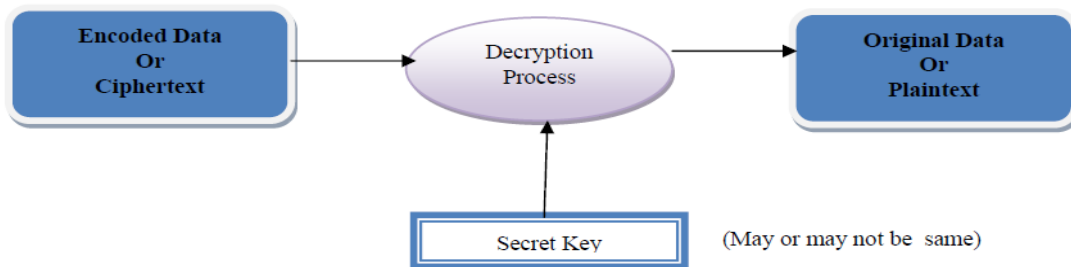 Encoded Data
Or
Ciphertext
Decryption
Process
Original Data
Or
Plaintext
Secret Key
(May or may not be same)